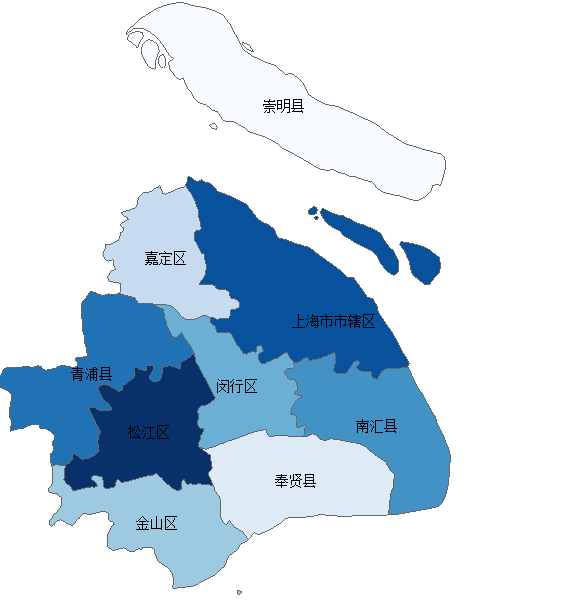 崇明县
嘉定区
上海市市辖区
青浦县
闵行区
南汇县
松江区
奉贤县
金山区